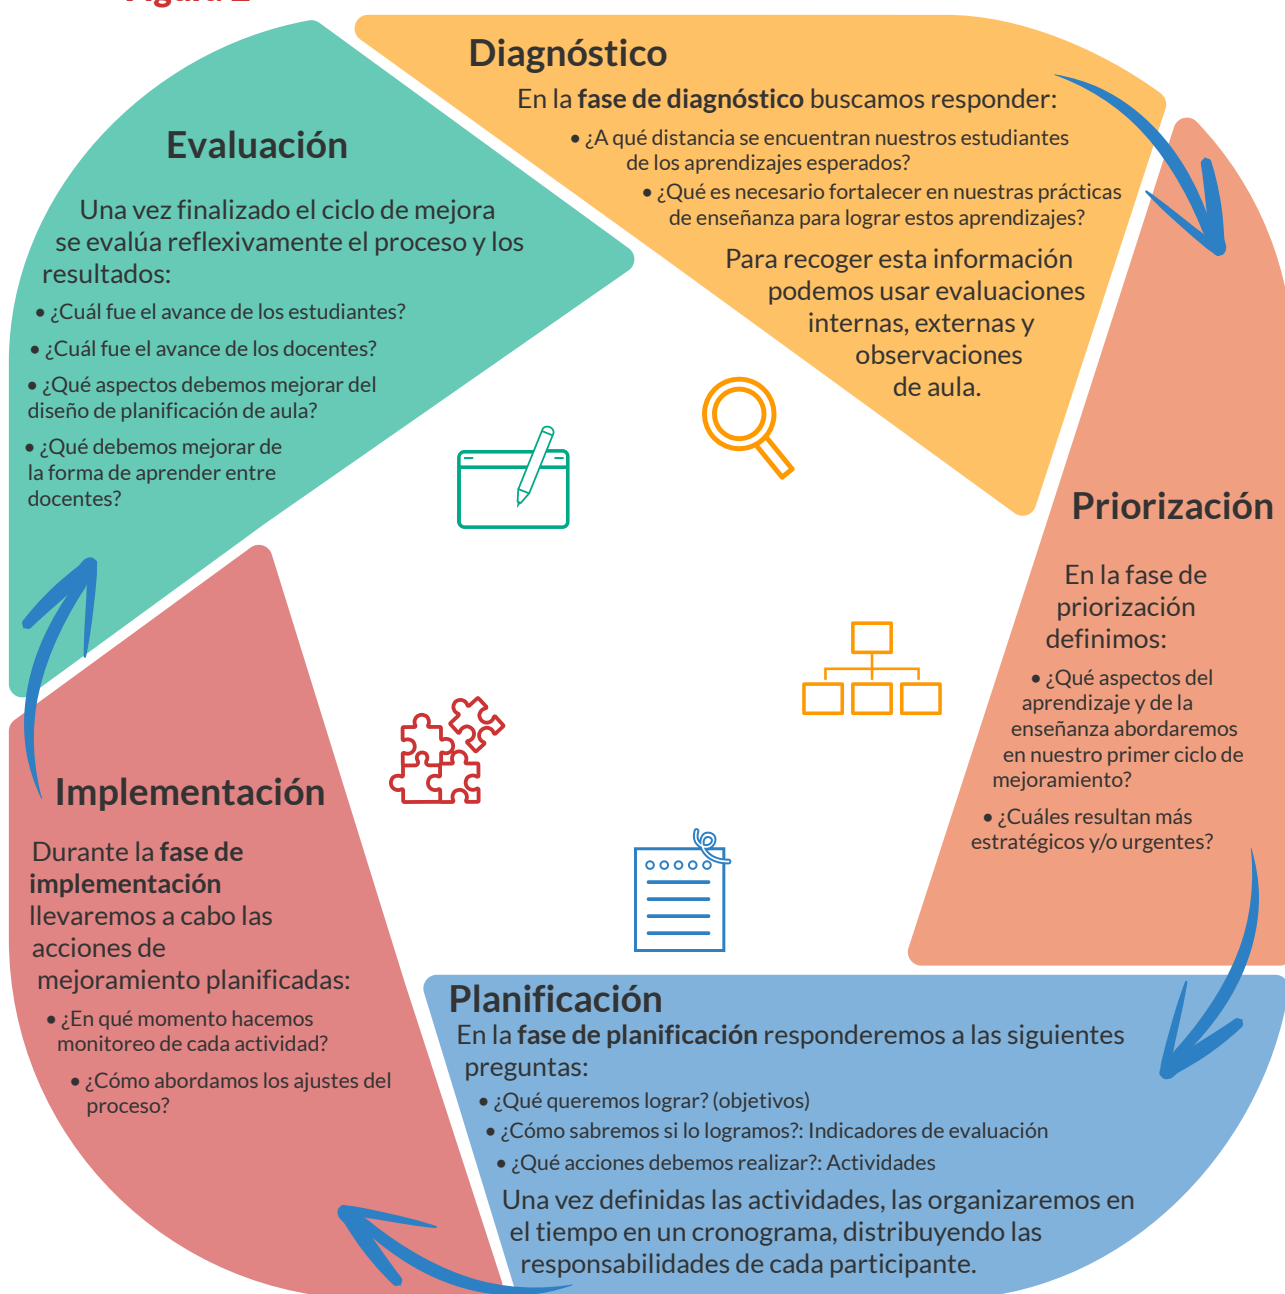 Diagnóstico
En la fase de diagnóstico buscamos responder:
• ¿A qué distancia se encuentran nuestros estudiantes
de los aprendizajes esperados?
• ¿Qué es necesario fortalecer en nuestras prácticas
de enseñanza para lograr estos aprendizajes?
Para recoger esta información
podemos usar evaluaciones
internas, externas y
observaciones
de aula.
Priorización
En la fase de
priorización
definimos:
• ¿Qué aspectos del
aprendizaje y de la
enseñanza abordaremos
en nuestro primer ciclo de
mejoramiento?
• ¿Cuáles resultan más
estratégicos y/o urgentes?
Planificación
En la fase de planificación responderemos a las siguientes
preguntas:
• ¿Qué queremos lograr? (objetivos)
• ¿Cómo sabremos si lo logramos?: Indicadores de evaluación
• ¿Qué acciones debemos realizar?: Actividades
Una vez definidas las actividades, las organizaremos en
el tiempo en un cronograma, distribuyendo las
responsabilidades de cada participante.
Implementación
Durante la fase de
implementación
llevaremos a cabo las
acciones de
mejoramiento planificadas:
• ¿En qué momento hacemos
monitoreo de cada actividad?
• ¿Cómo abordamos los ajustes del
proceso?
Evaluación
Una vez finalizado el ciclo de mejora
se evalúa reflexivamente el proceso y los
resultados:
• ¿Cuál fue el avance de los estudiantes?
• ¿Cuál fue el avance de los docentes?
• ¿Qué aspectos debemos mejorar del
diseño de planificación de aula?
• ¿Qué debemos mejorar de
la forma de aprender entre
docentes?